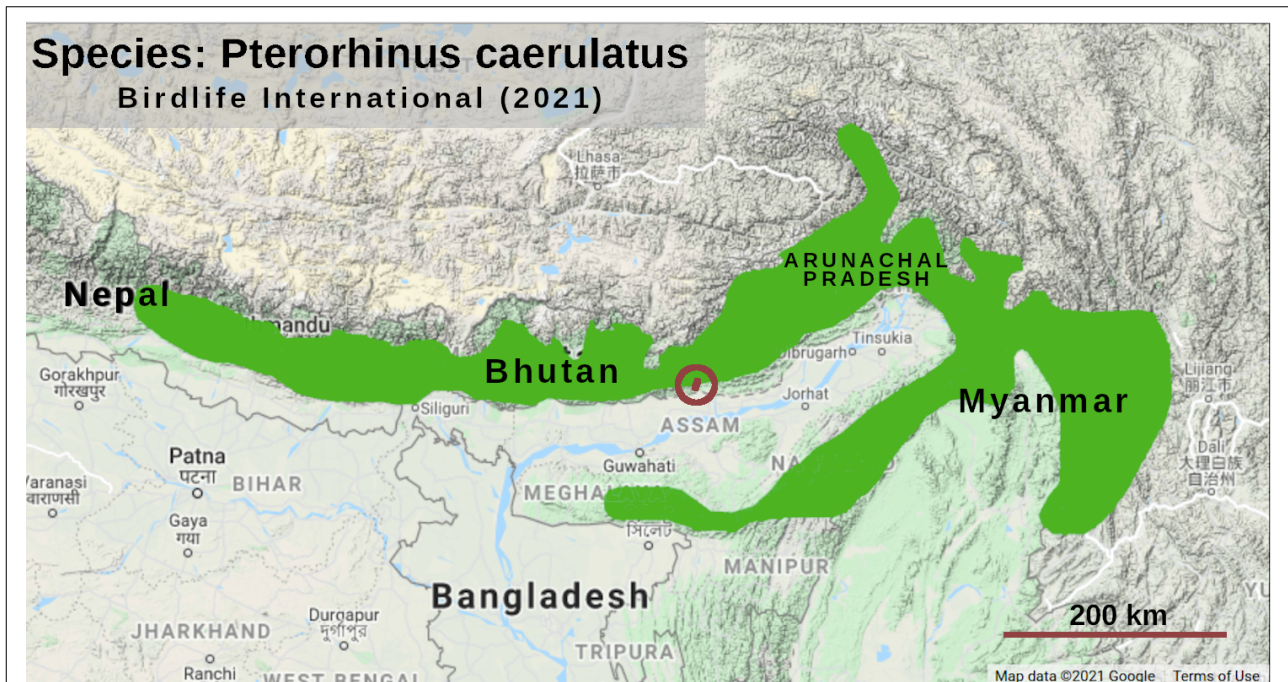 Species: Pterorhinus caerulatus
Birdlife International (2021)
Lhasa
拉萨市
ARUNACHAL
PRADESH
Nepal
mandu
Bhutan
Dibrugarh
Tinsukia
Gorakhpur
गोरखपुर
Siliguri
Jorhat
ASSAM
Myanmar
Lijiang
丽江市
Dali
大理白族
自治州
Patna
पटना
BIHAR
Varanasi
वाराणसी
Guwahati
MEGHALAYA
NA
D
সিলেট
Gaya
गया
MANIPUR
Bangladesh
Durgapur
दुर्गापुर
JHARKHAND
TRIPURA
Ranchi
WEST BENGAL
YU
200 km
Map data ©2021 Google
Terms of Use